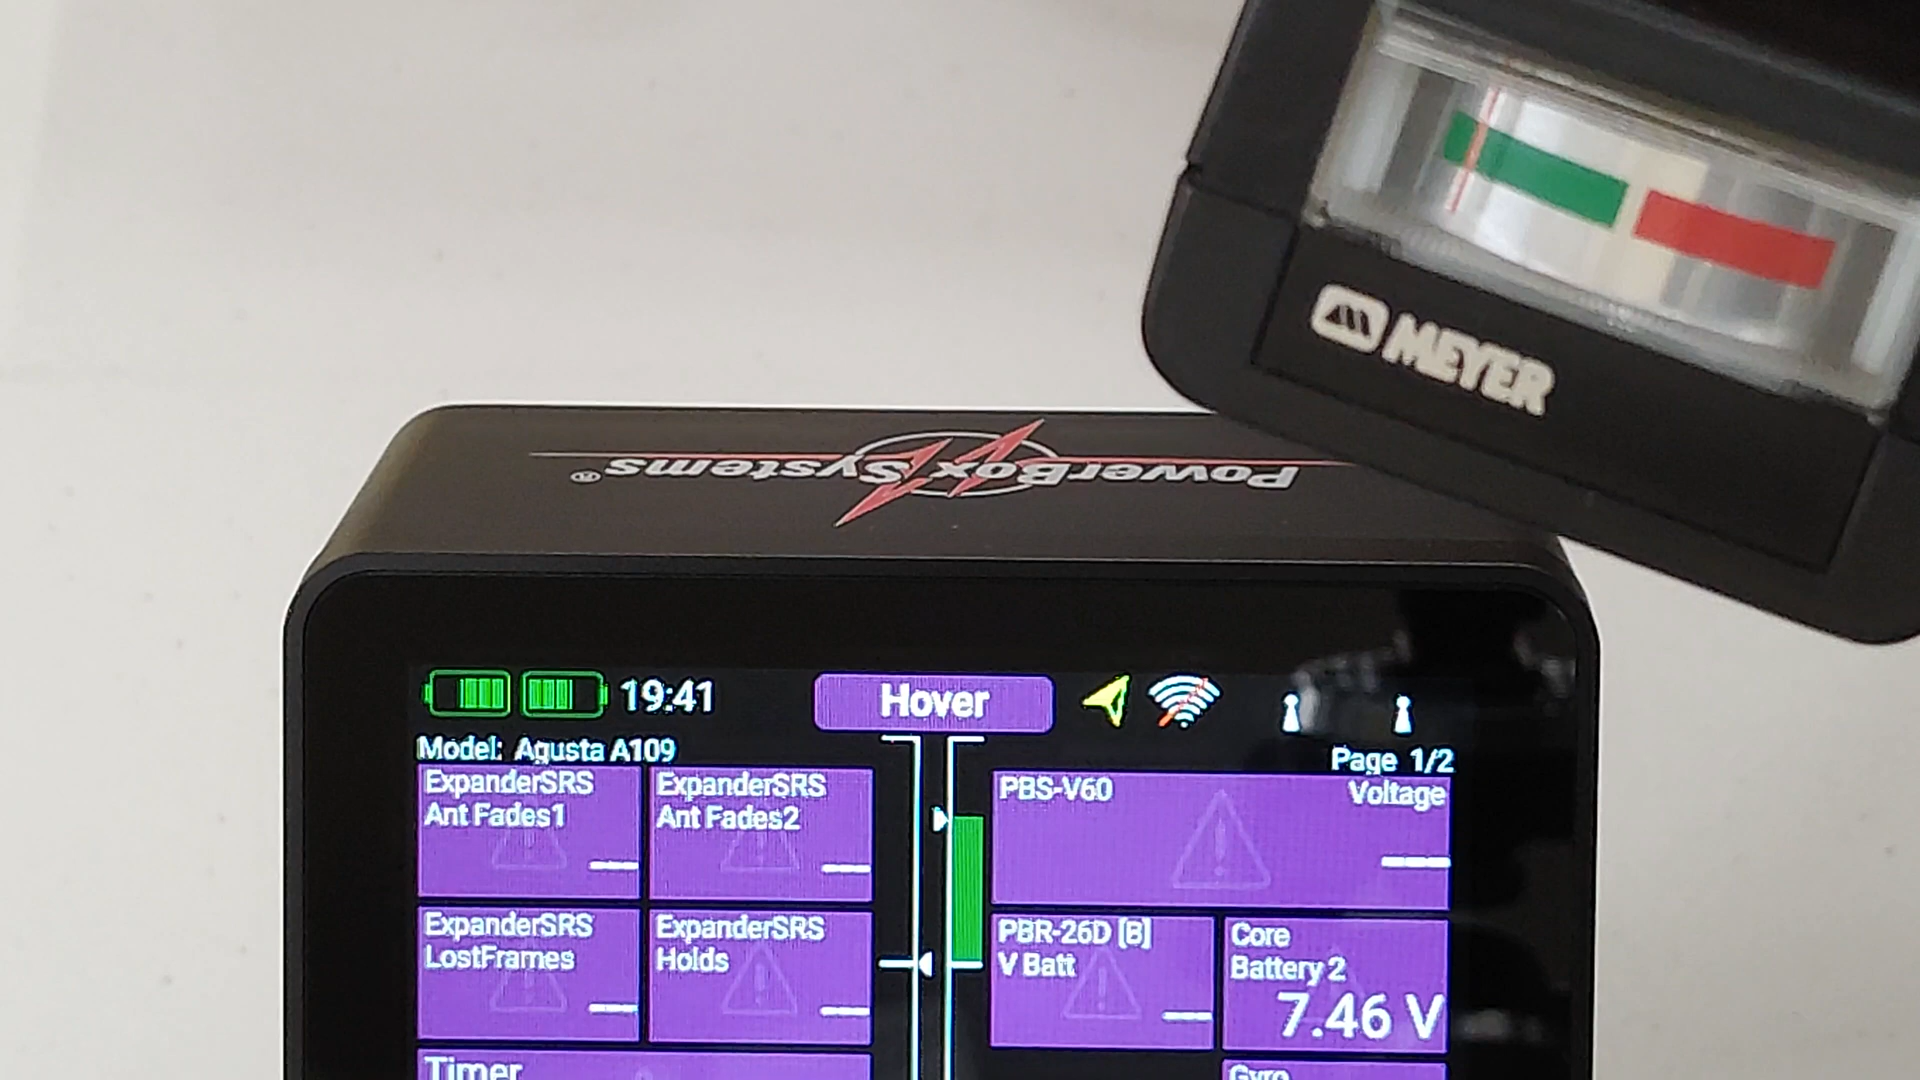 MEYER
PowerBox Systems®
19:41
Hover
Model: Agusta A109
Page 1/2
ExpanderSRS
Ant Fades1
ExpanderSRS
Ant Fades2
PBS-V60
Voltage
ExpanderSRS
LostFrames
ExpanderSRS
Holds
PBR-26D [B]
V Batt
Core
Battery 2
7.46 V
Timer
Gyro